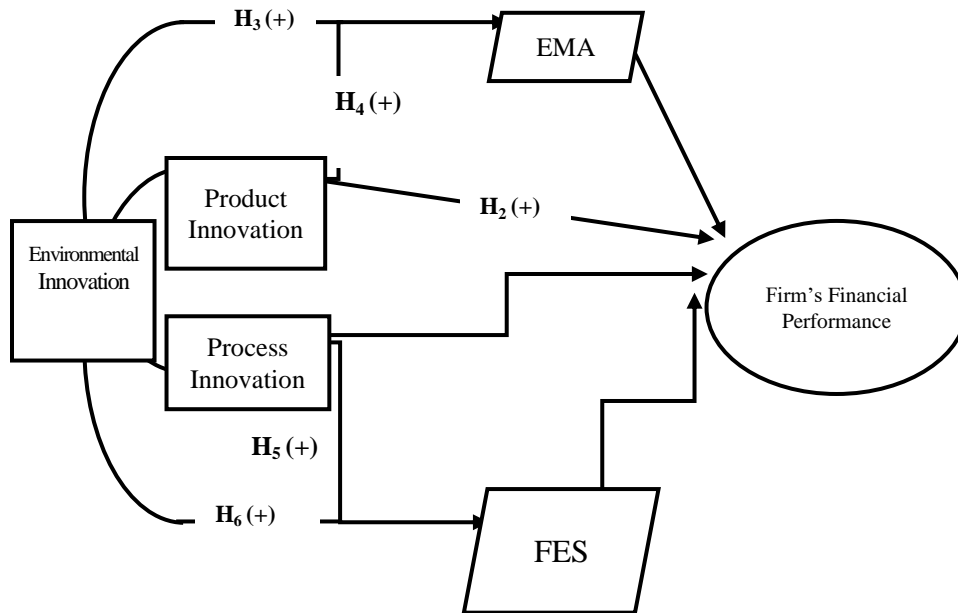 H₃ (+)
EMA
H₄ (+)
Product
Innovation
H₂ (+)
Environmental
Innovation
Firm's Financial
Performance
Process
Innovation
H₅ (+)
H₆ (+)
FES